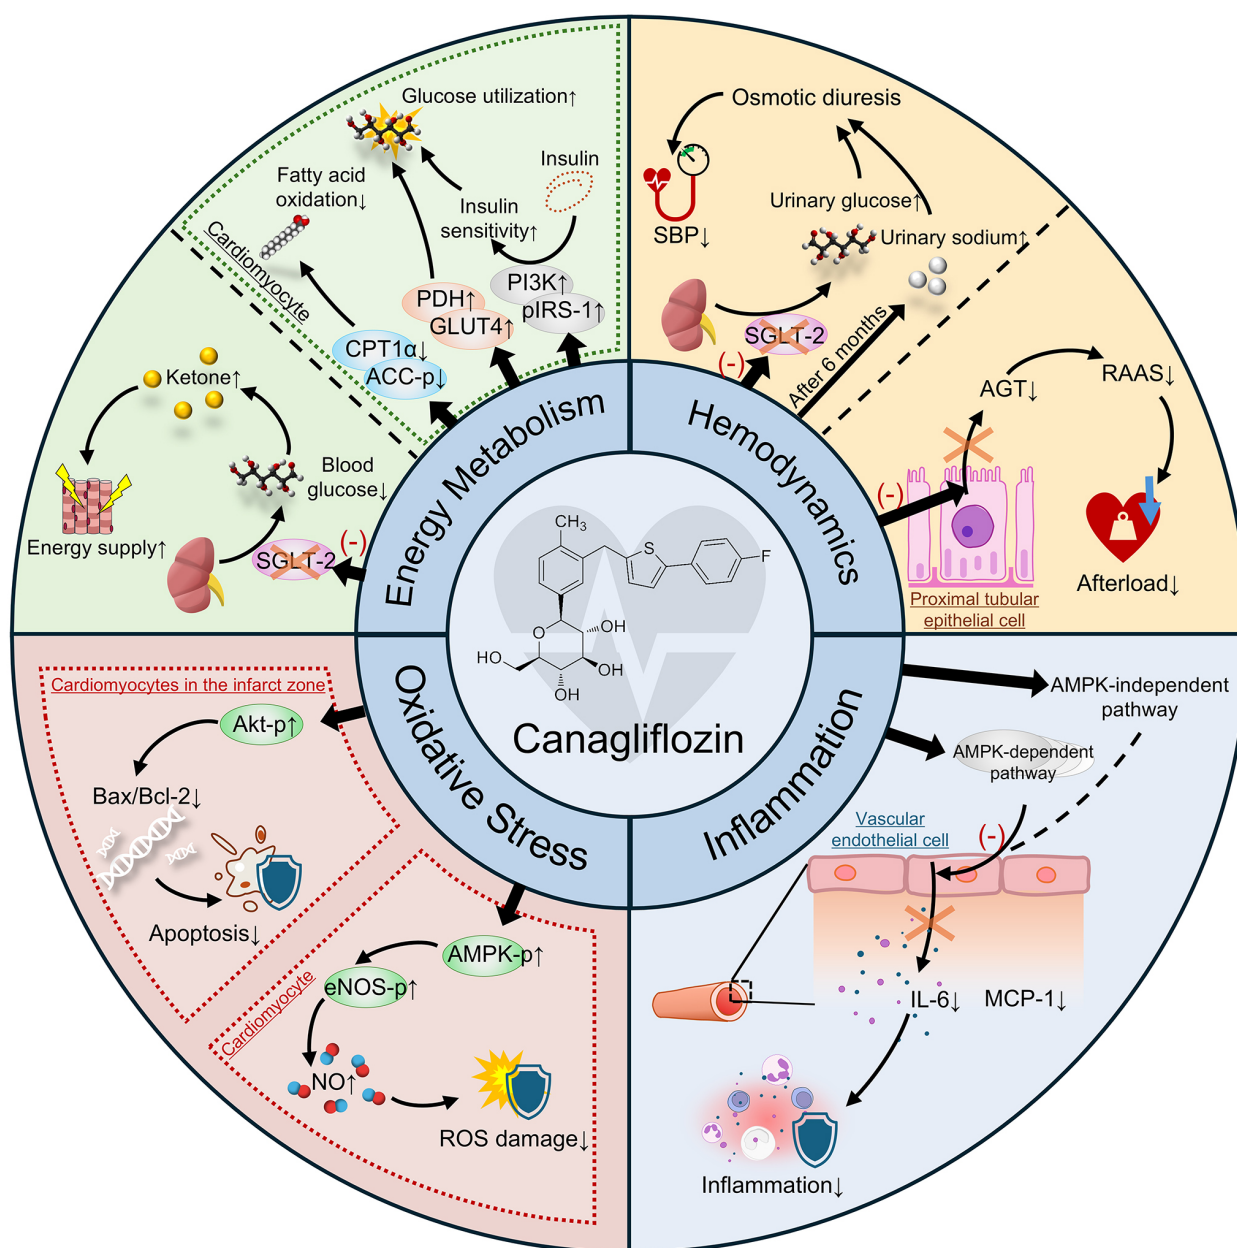 Canagliflozin
CH₃
S
F
O
OH
HO
OH
OH
Energy Metabolism
Glucose utilization↑
Insulin
Insulin
sensitivity↑
Fatty acid
oxidation↓
Cardiomyocyte
PI3K↑
pIRS-1↑
PDH↑
GLUT4↑
CPT1α↓
ACC-p↓
Ketone↑
Blood
glucose↓
Energy supply↑
SGLT-2
(-)
Hemodynamics
Osmotic diuresis
SBP↓
Urinary glucose↑
Urinary sodium↑
SGLT-2
(-)
After 6 months
AGT↓
RAAS↓
(-)
Afterload↓
Proximal tubular
epithelial cell
Oxidative Stress
Cardiomyocytes in the infarct zone
Akt-p↑
Bax/Bcl-2↓
Apoptosis↓
Cardiomyocyte
AMPK-p↑
eNOS-p↑
NO↑
ROS damage↓
Inflammation
AMPK-independent
pathway
AMPK-dependent
pathway
Vascular
endothelial cell
(-)
IL-6↓
MCP-1↓
Inflammation↓